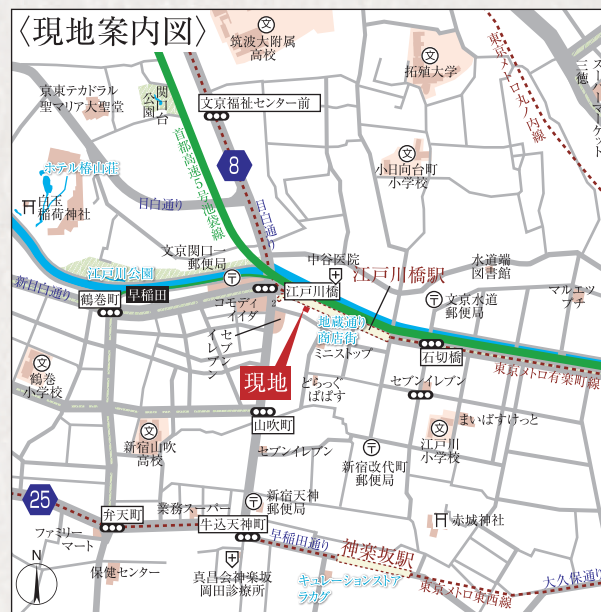 〈現地案内図〉
筑波大附属
高校
拓殖大学
東京メトロ丸ノ内線
三徳
スーパーマーケット
京東テカドラル
聖マリア大聖堂
関口台
公園
文京福祉センター前
首都高速5号池袋線
8
小日向台町
小学校
ホテル椿山荘
白玉
稲荷神社
目白通り
目白通り
文京関口一
郵便局
中谷医院
水道端
図書館
江戸川公園
新目白通り
鶴巻町
早稲田
江戸川橋
江戸川橋駅
コモディ
イイダ
文京水道
郵便局
マルエツ
プチ
セブン
イレブン
地蔵通り
商店街
ミニストップ
石切橋
東京メトロ有楽町線
現地
どらっぐ
ぱぱす
セブンイレブン
鶴巻
小学校
山吹町
まいばすけっと
新宿山吹
高校
江戸川
小学校
セブンイレブン
新宿改代町
郵便局
25
新宿天神
郵便局
弁天町
業務スーパー
牛込天神町
赤城神社
ファミリー
マート
早稲田通り
神楽坂駅
大久保通り
N
保健センター
真昌会神楽坂
岡田診療所
キュレーションストア
ラカグ
東京メトロ東西線